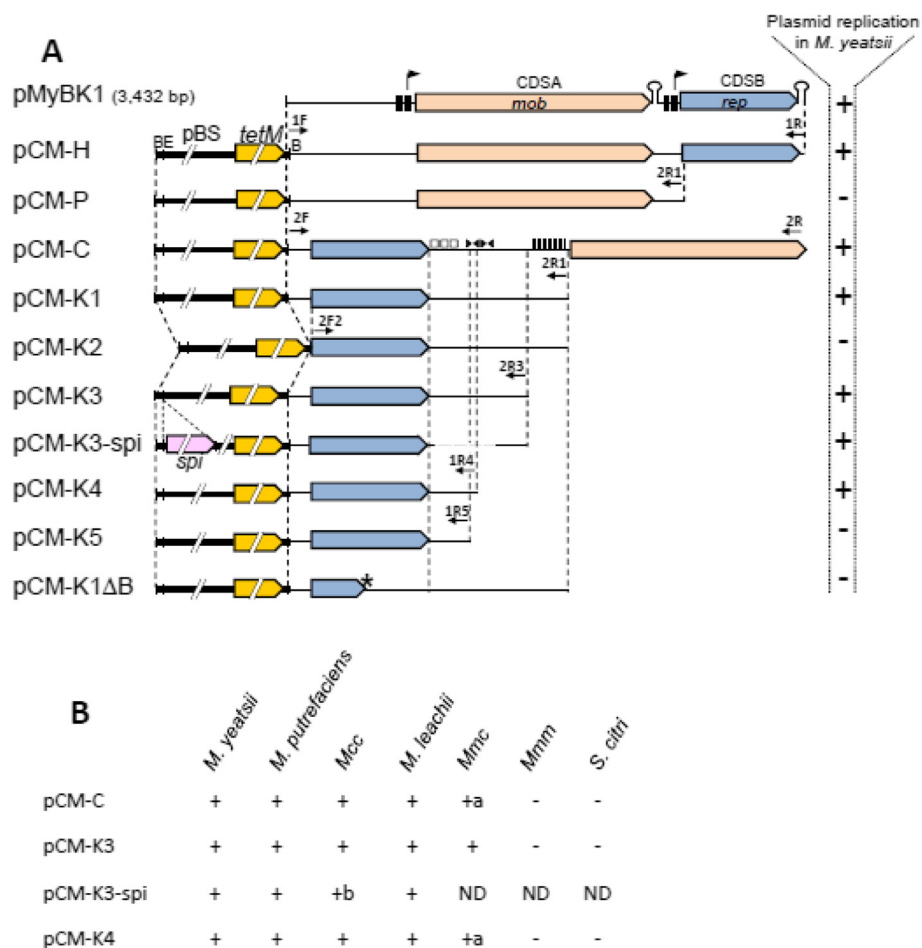 Plasmid replication
in M. yeatsii
A
CDSA
CDSB
pMyBK1 (3,432 bp)
mob
rep
+
BE
pBS
tetM
1F
B
1R
pCM-H
+
2R1
pCM-P
-
2F
2R
pCM-C
+
2R1
pCM-K1
+
2F2
pCM-K2
-
2R3
pCM-K3
+
pCM-K3-spi
spi
+
1R4
pCM-K4
+
1R5
pCM-K5
-
pCM-K1ΔB
*
-
B
M. yeatsii M. putrefaciens Mcc M. leachii Mmc Mmm S. citri
pCM-C + + + + +a - -
pCM-K3 + + + + + - -
pCM-K3-spi + + +b + ND ND ND
pCM-K4 + + + + +a - -